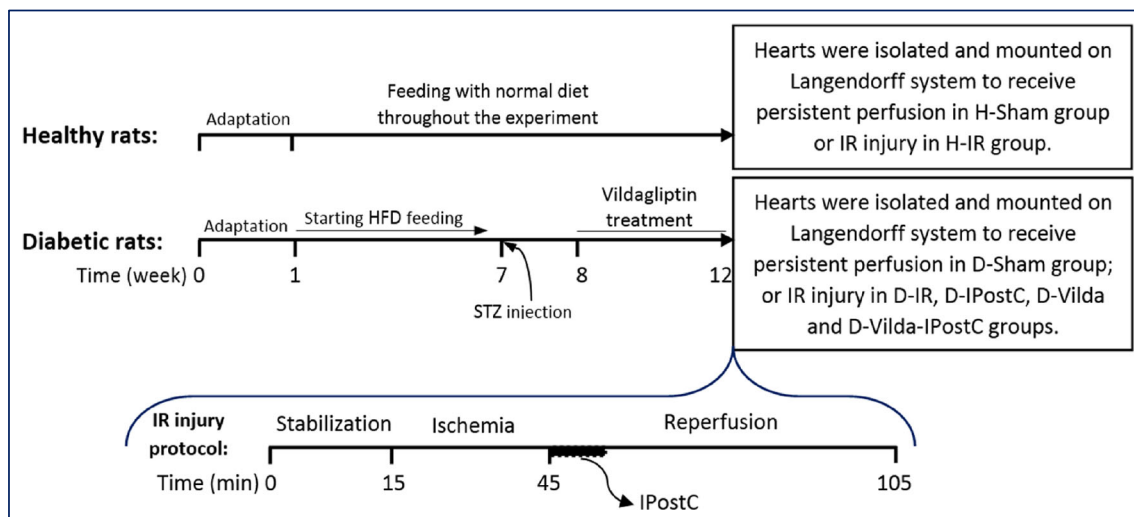 Healthy rats:
Adaptation
Feeding with normal diet
throughout the experiment
Hearts were isolated and mounted on
Langendorff system to receive
persistent perfusion in H-Sham group
or IR injury in H-IR group.
Diabetic rats:
Adaptation
Starting HFD feeding
Vildagliptin
treatment
Time (week) 0
1
7
8
12
STZ injection
Hearts were isolated and mounted on
Langendorff system to receive
persistent perfusion in D-Sham group;
or IR injury in D-IR, D-IPostC, D-Vilda
and D-Vilda-IPostC groups.
IR injury
protocol:
Stabilization
Ischemia
Reperfusion
Time (min) 0
15
45
105
IPostC